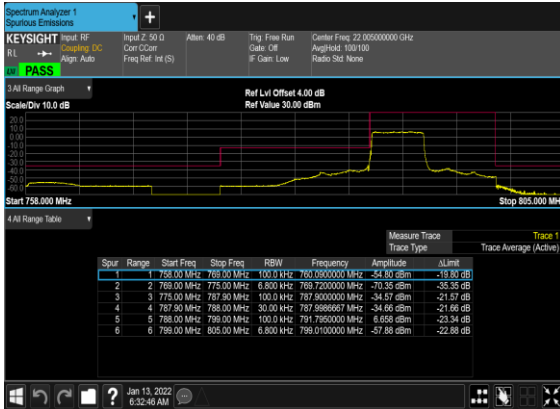 Spectrum Analyzer 1
Spurious Emissions
+
KEYSIGHT Input: RF Input Z: 50 Ω Atten: 40 dB Trig: Free Run Center Freq: 22.005000000 GHz
RL Coupling: DC Corr CCorr Gate: Off Avg|Hold: 100/100
Align: Auto Freq Ref: Int (S) IF Gain: Low Radio Std: None
PASS
3 All Range Graph Ref Lvl Offset 4.00 dB
Scale/Div 10.0 dB Ref Value 30.00 dBm
20.0
10.0
0.00
-10.0
-20.0
-30.0
-40.0
-50.0
-60.0
Start 758.000 MHz Stop 805.000 MH
4 All Range Table
Measure Trace Trace 1
Trace Type Trace Average (Active)
Spur Range Start Freq Stop Freq RBW Frequency Amplitude ΔLimit
1 1 758.00 MHz 769.00 MHz 100.0 kHz 760.0900000 MHz -54.80 dBm -19.80 dB
2 2 769.00 MHz 775.00 MHz 6.800 kHz 769.7200000 MHz -70.35 dBm -35.35 dB
3 3 775.00 MHz 787.90 MHz 100.0 kHz 787.9000000 MHz -34.57 dBm -21.57 dB
4 4 787.90 MHz 788.00 MHz 30.00 kHz 787.9986667 MHz -34.66 dBm -21.66 dB
5 5 788.00 MHz 799.00 MHz 100.0 kHz 791.7950000 MHz 6.658 dBm -23.34 dB
6 6 799.00 MHz 805.00 MHz 6.800 kHz 799.0100000 MHz -57.88 dBm -22.88 dB
? Jan 13, 2022
6:32:46 AM